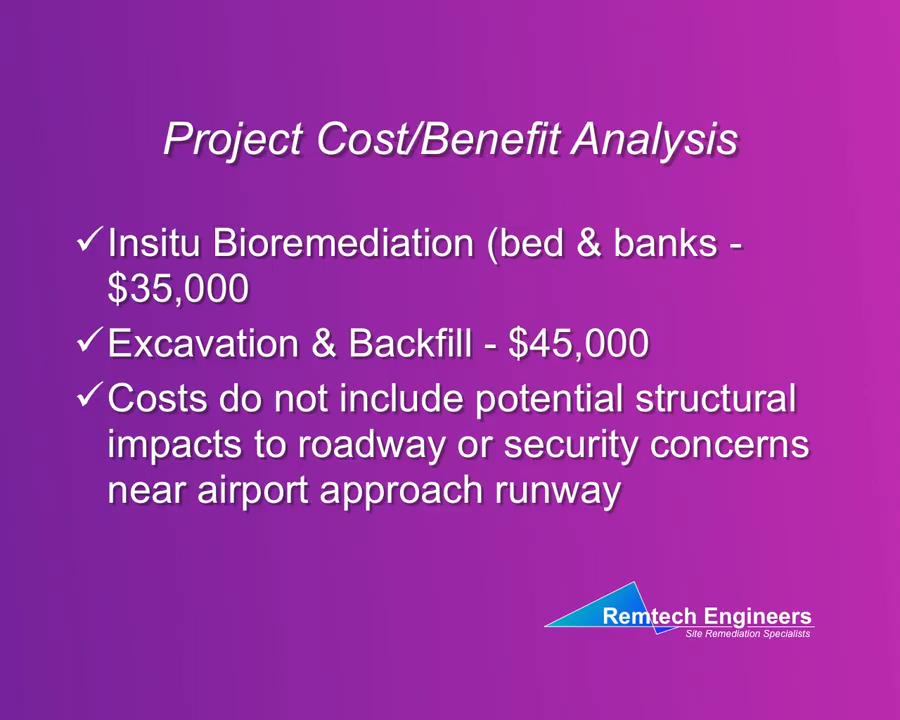 Project Cost/Benefit Analysis
✓Insitu Bioremediation (bed & banks -
$35,000
✓Excavation & Backfill - $45,000
✓Costs do not include potential structural
impacts to roadway or security concerns
near airport approach runway
Remtech Engineers
Site Remediation Specialists